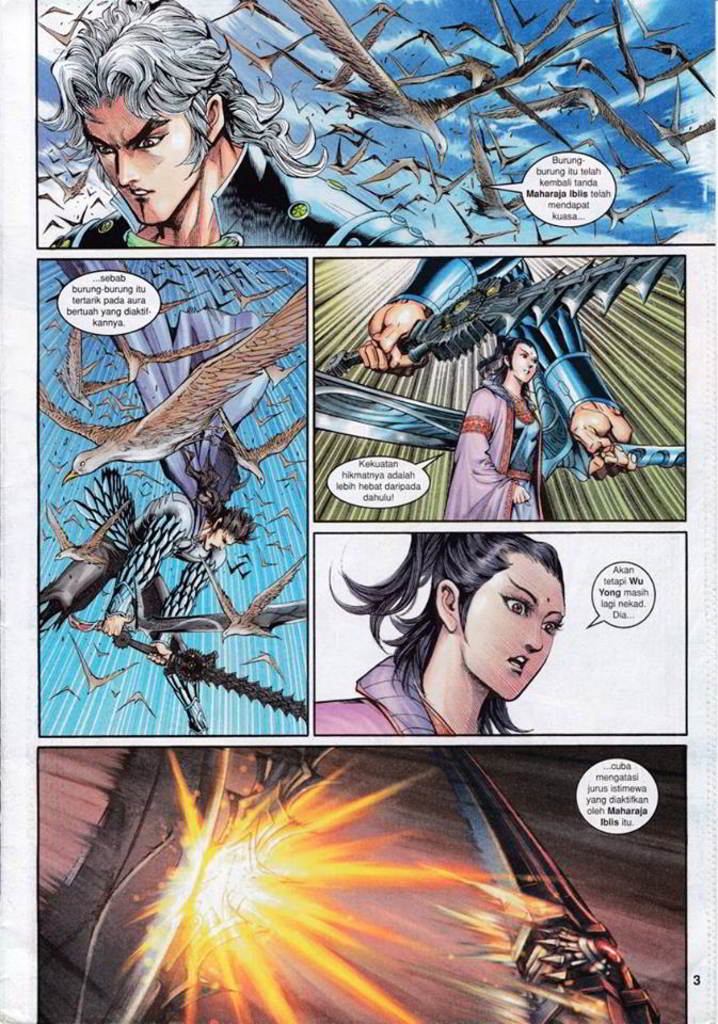 Burung-
burung itu telah
kembali tanda
Maharaja Iblis telah
mendapat
kuasa...
...sebab
burung-burung itu
tertarik pada aura
bertuah yang diaktif-
kannya.
Kekuatan
hikmatnya adalah
lebih hebat daripada
dahulu!
Akan
tetapi Wu
Yong masih
lagi nekad.
Dia...
...cuba
mengatasi
jurus istimewa
yang diaktifkan
oleh Maharaja
Iblis itu.
3